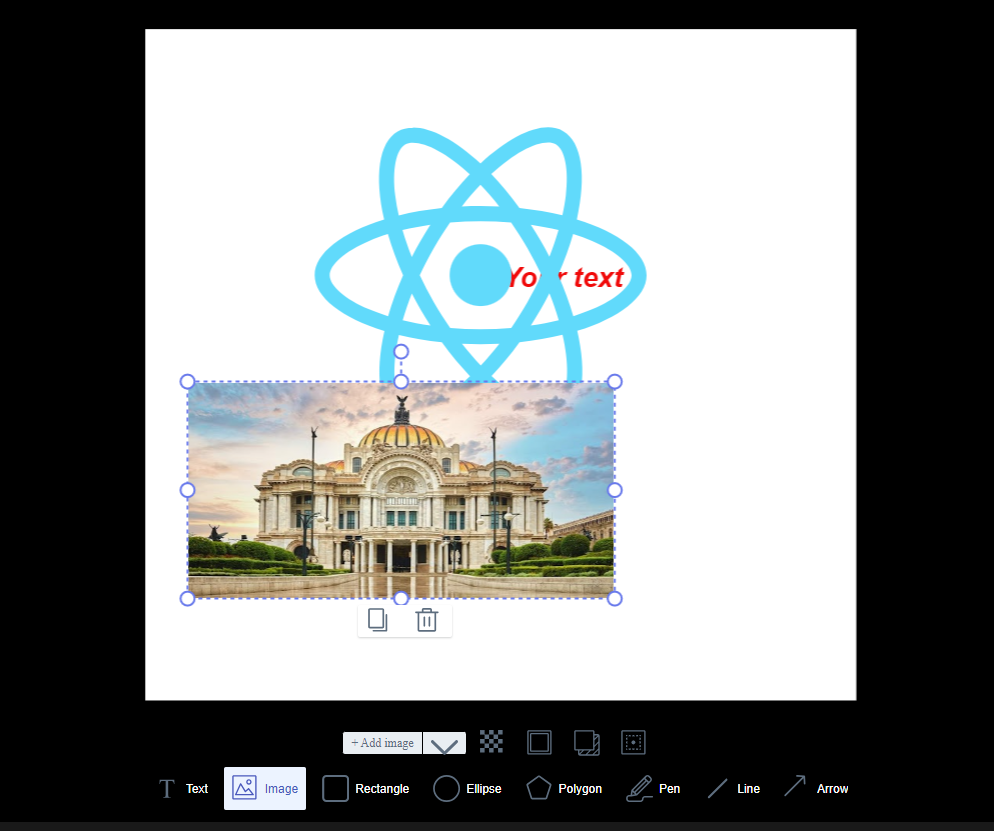 Your text
+ Add image
T Text Image Rectangle Ellipse Polygon Pen Line Arrow